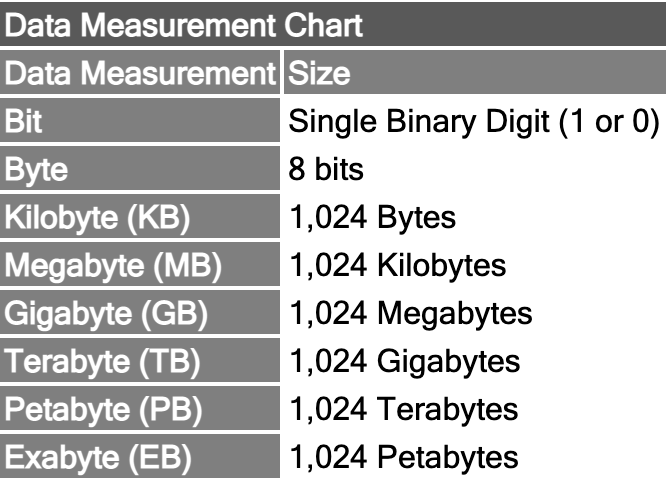 Data Measurement Chart
Data Measurement Size
Bit Single Binary Digit (1 or 0)
Byte 8 bits
Kilobyte (KB) 1,024 Bytes
Megabyte (MB) 1,024 Kilobytes
Gigabyte (GB) 1,024 Megabytes
Terabyte (TB) 1,024 Gigabytes
Petabyte (PB) 1,024 Terabytes
Exabyte (EB) 1,024 Petabytes